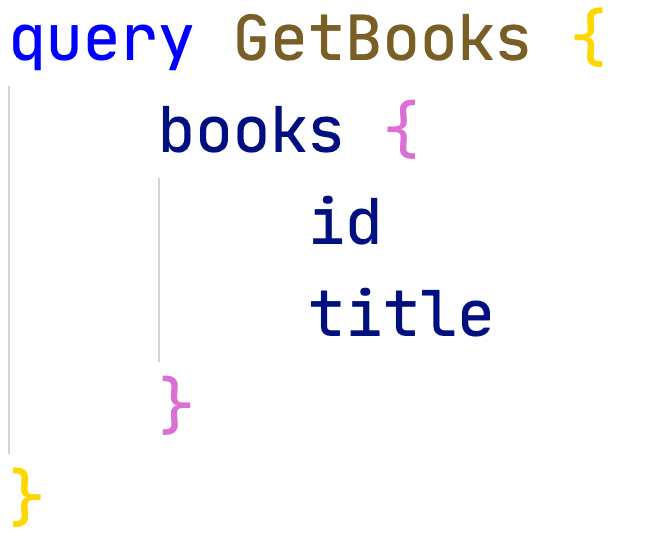 query GetBooks {
    books {
        id
        title
    }
}